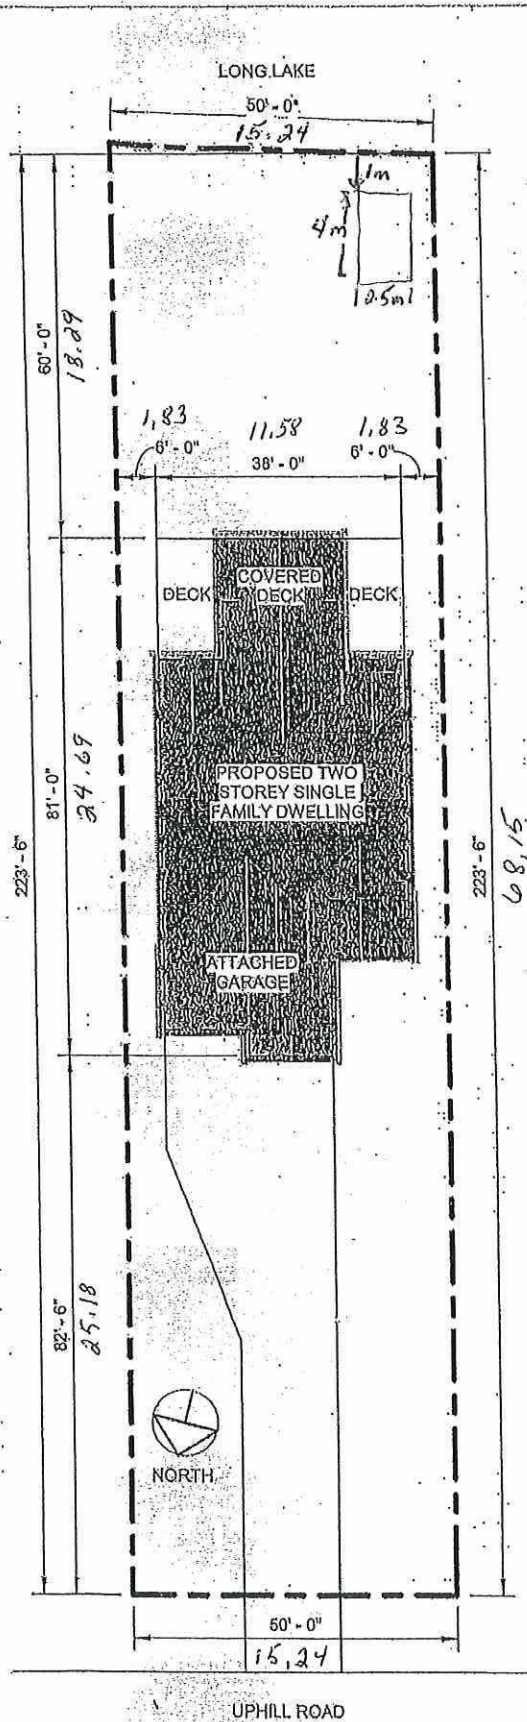 LONG LAKE
50'-0"
15.24
1m
4m
2.5m
60'-0"
18.29
1,83
11.58
1,83
6'-0"
38'-0"
6'-0"
DECK
COVERED
DECK
DECK
PROPOSED TWO
STOREY SINGLE
FAMILY DWELLING
81'-0"
24.69
223'-6"
223'-6"
68,15
ATTACHED
GARAGE
82'-6"
25.18
NORTH
50'-0"
15,24
UPHILL ROAD